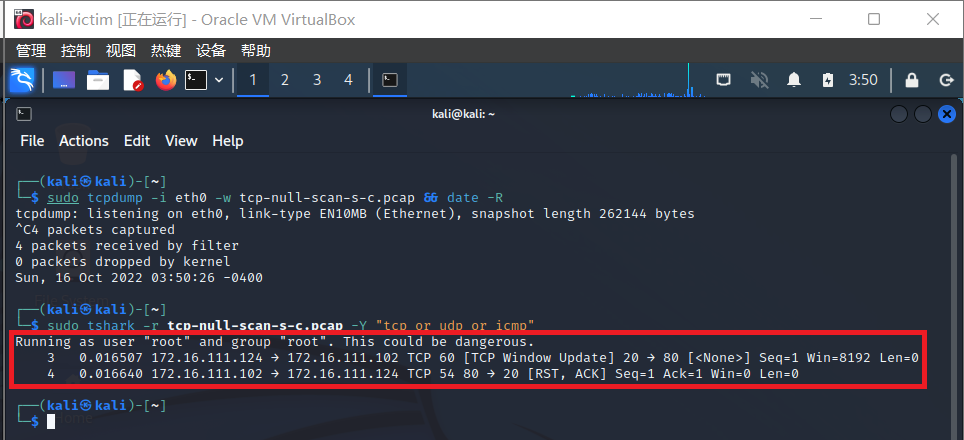 kali-victim [正在运行] - Oracle VM VirtualBox
管理 控制 视图 热键 设备 帮助
1 2 3 4 3:50
kali@kali: ~
File Actions Edit View Help
┌──(kali㉿kali)-[~]
└─$ sudo tcpdump -i eth0 -w tcp-null-scan-s-c.pcap && date -R
tcpdump: listening on eth0, link-type EN10MB (Ethernet), snapshot length 262144 bytes
^C4 packets captured
4 packets received by filter
0 packets dropped by kernel
Sun, 16 Oct 2022 03:50:26 -0400
┌──(kali㉿kali)-[~]
└─$ sudo tshark -r tcp-null-scan-s-c.pcap -Y "tcp or udp or icmp"
Running as user "root" and group "root". This could be dangerous.
3 0.016507 172.16.111.124 → 172.16.111.102 TCP 60 [TCP Window Update] 20 → 80 [<None>] Seq=1 Win=8192 Len=0
4 0.016640 172.16.111.102 → 172.16.111.124 TCP 54 80 → 20 [RST, ACK] Seq=1 Ack=1 Win=0 Len=0
┌──(kali㉿kali)-[~]
└─$
Home